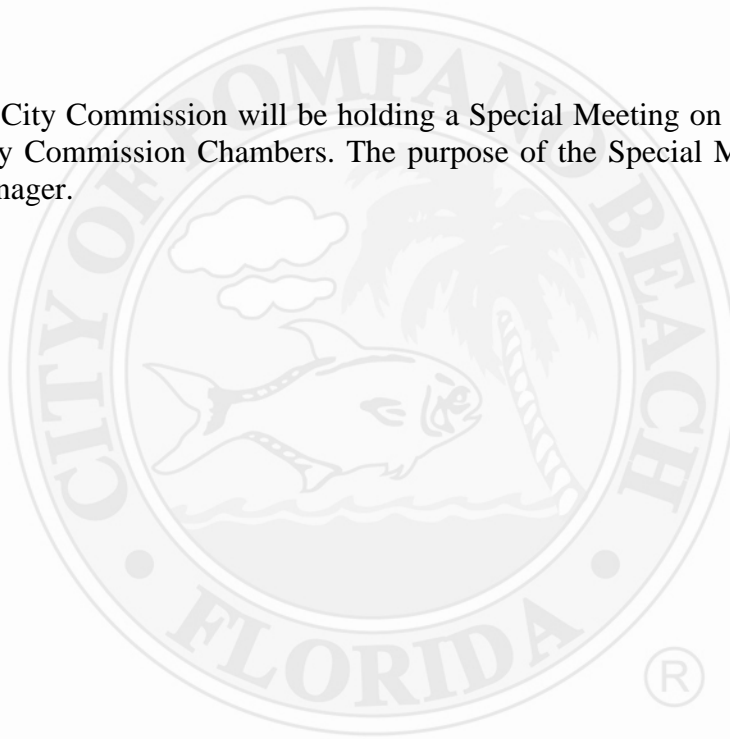 City Commission will be holding a Special Meeting on
y Commission Chambers. The purpose of the Special M
nager.
CITY OF POMPANO BEACH
FLORIDA
R